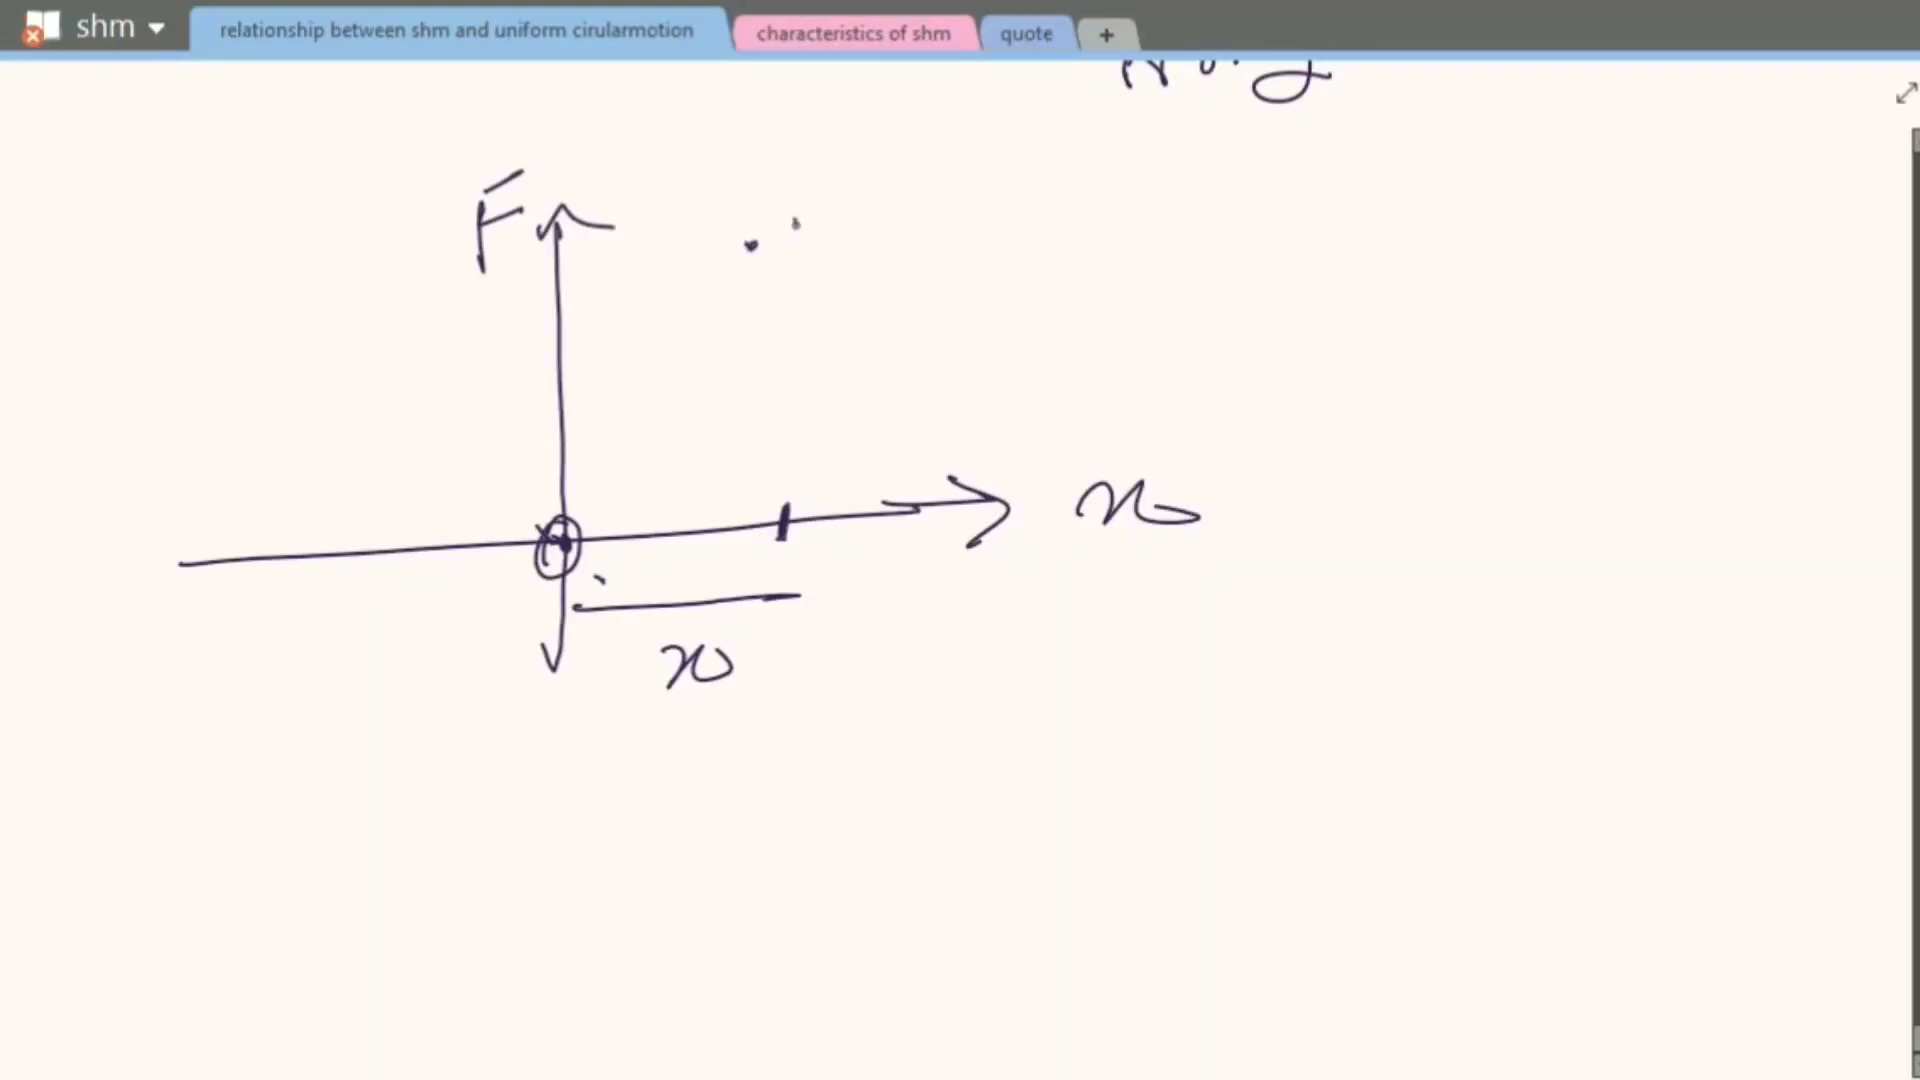 shm
relationship between shm and uniform cirularmotion
characteristics of shm
quote
+
F
x
x